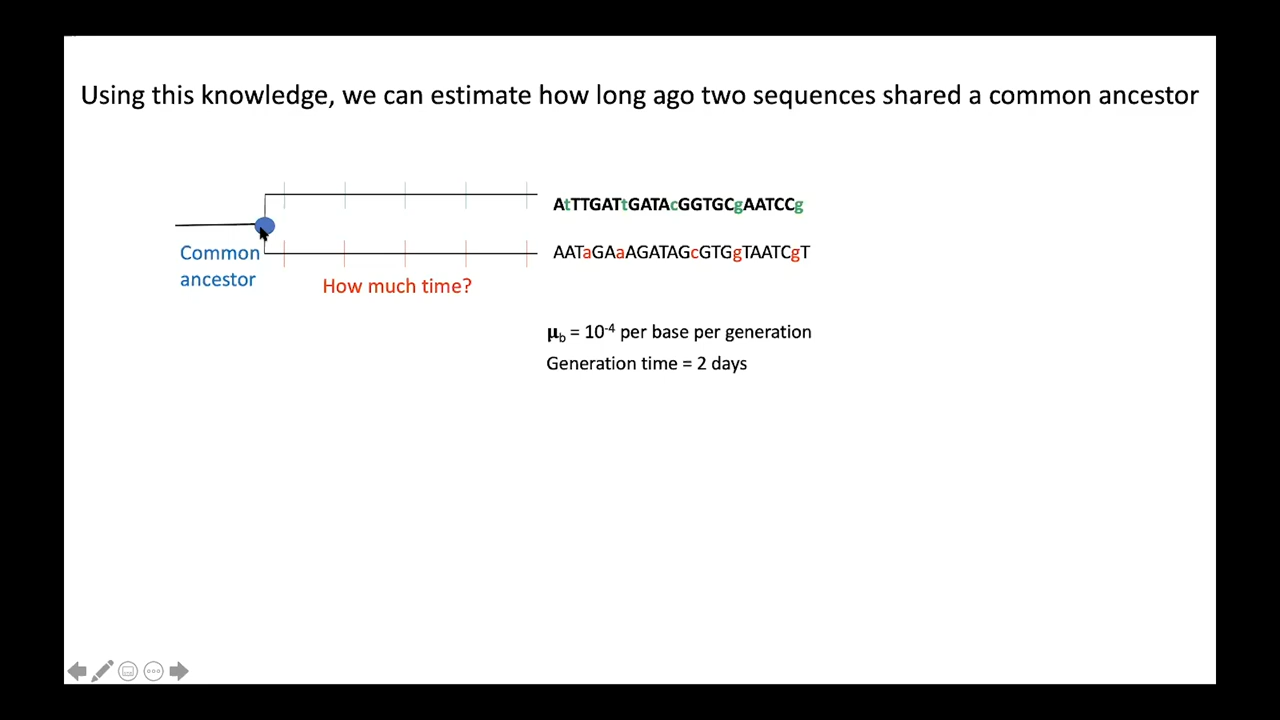 Using this knowledge, we can estimate how long ago two sequences shared a common ancestor
AtTTGATtGATAcGGTGCgAATCCg
Common
ancestor
AATaGAaAGATAGcGTGgTAATCgT
How much time?
μb = 10-4 per base per generation
Generation time = 2 days